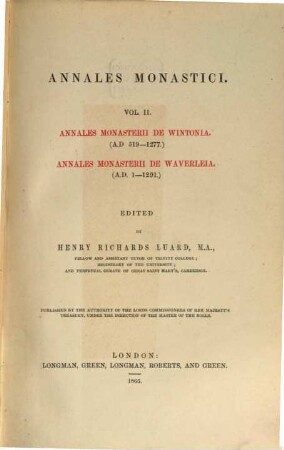 ANNALES MONASTICI.
VOL. II.
ANNALES MONASTERII DE WINTONIA.
(A.D. 519—1277.)
ANNALES MONASTERII DE WAVERLEIA.
(A.D. 1—1291.)
EDITED
BY
HENRY RICHARDS LUARD, M.A.,
FELLOW AND ASSISTANT TUTOR OF TRINITY COLLEGE;
REGISTRARY OF THE UNIVERSITY;
AND PERPETUAL CURATE OF GREAT SAINT MARY'S, CAMBRIDGE.
PUBLISHED BY THE AUTHORITY OF THE LORDS COMMISSIONERS OF HER MAJESTY'S
TREASURY, UNDER THE DIRECTION OF THE MASTER OF THE ROLLS.
LONDON:
LONGMAN, GREEN, LONGMAN, ROBERTS, AND GREEN.
1865.